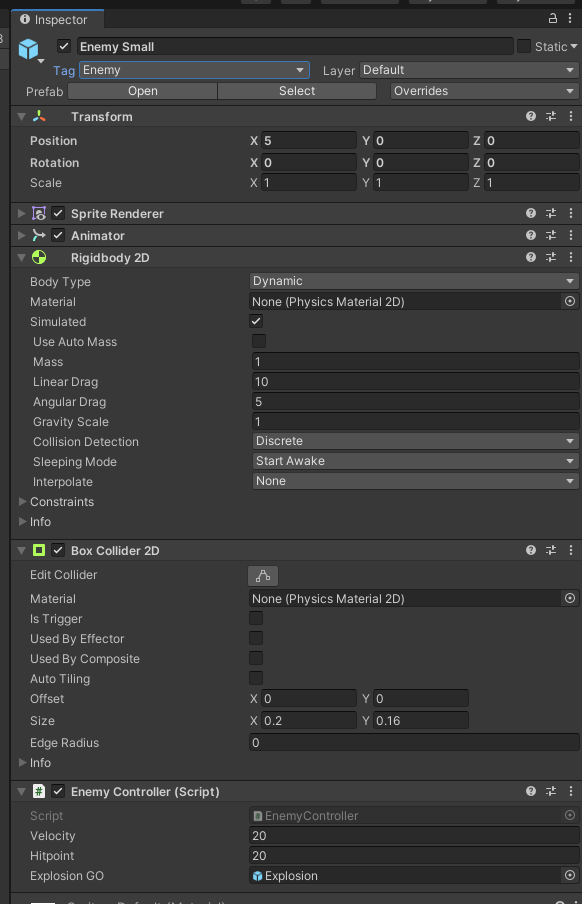 Inspector
Enemy Small Static
Tag Enemy Layer Default
Prefab Open Select Overrides
Transform
Position X 5 Y 0 Z 0
Rotation X 0 Y 0 Z 0
Scale X 1 Y 1 Z 1
Sprite Renderer
Animator
Rigidbody 2D
Body Type Dynamic
Material None (Physics Material 2D)
Simulated
Use Auto Mass
Mass 1
Linear Drag 10
Angular Drag 5
Gravity Scale 1
Collision Detection Discrete
Sleeping Mode Start Awake
Interpolate None
Constraints
Info
Box Collider 2D
Edit Collider
Material None (Physics Material 2D)
Is Trigger
Used By Effector
Used By Composite
Auto Tiling
Offset X 0 Y 0
Size X 0.2 Y 0.16
Edge Radius 0
Info
Enemy Controller (Script)
Script EnemyController
Velocity 20
Hitpoint 20
Explosion GO Explosion